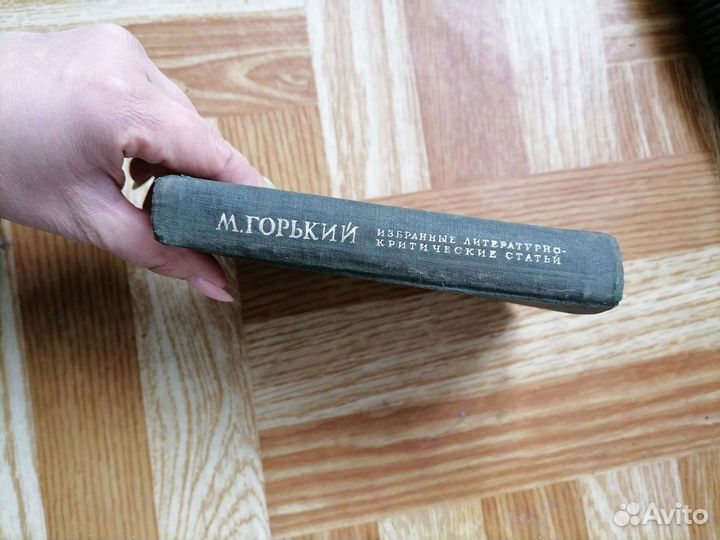 М. ГОРЬКИЙ
ИЗБРАННЫЕ ЛИТЕРАТУРНО-
КРИТИЧЕСКИЕ СТАТЬИ
Avito